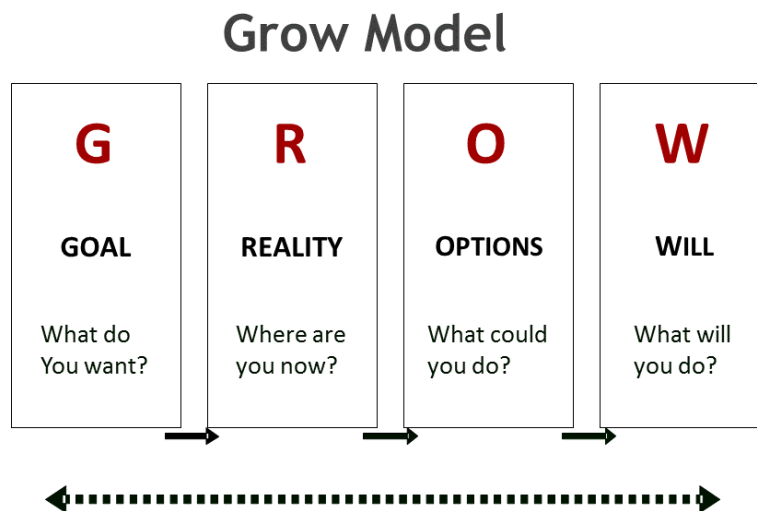 Grow Model
G
GOAL
What do
You want?
R
REALITY
Where are
you now?
O
OPTIONS
What could
you do?
W
WILL
What will
you do?